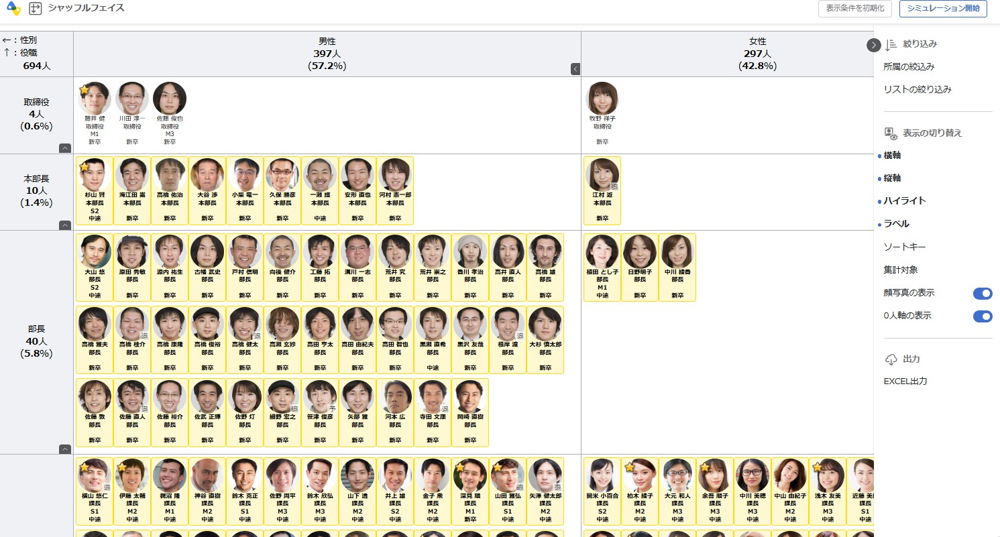 シャッフルフェイス
表示条件を初期化
シミュレーション開始
←：性別
↑：役職
694人
男性
397人
(57.2%)
女性
297人
(42.8%)
取締役
4人
(0.6%)
藤井 健 川田 淳一 佐藤 俊也 牧野 祥子
取締役 取締役 取締役 取締役
M1 M3
新卒 新卒 新卒 新卒
本部長
10人
(1.4%)
退
杉山 賢 海江田 嵩 高橋 佑治 大谷 渉 小柴 竜一 久保 勝彦 一瀬 護 安形 直也 河村 憲一郎 江村 遊
本部長 本部長 本部長 本部長 本部長 本部長 本部長 本部長 本部長 本部長
S2
中途 新卒 新卒 新卒 新卒 新卒 中途 新卒 新卒 新卒
部長
40人
(5.8%)
大山 悠 原田 秀敏 源内 祐生 古幡 武史 戸村 信明 向後 健介 工藤 拓 溝川 一志 荒井 究 荒井 崇之 香川 孝治 高井 直人 高橋 雄 植田 とし子 日野明子 中川 綾香
部長 部長 部長 部長 部長 部長 部長 部長 部長 部長 部長 部長 部長 部長 部長 部長
S2 M1
中途 新卒 新卒 新卒 新卒 新卒 新卒 新卒 新卒 新卒 新卒 新卒 新卒 中途 新卒 新卒
退 退 退
高橋 雅夫 高橋 桂介 高橋 康隆 高橋 俊裕 高橋 健太 高瀬 玄妙 高田 亨太 高田 由紀夫 高田 智也 黒瀬 直希 黒沢 友哉 根岸 渡 大杉 慎太郎
部長 部長 部長 部長 部長 部長 部長 部長 部長 部長 部長 部長 部長
新卒 新卒 新卒 新卒 新卒 新卒 新卒 新卒 新卒 中途 新卒 新卒 新卒
退 退 予 退
佐藤 敦 佐藤 直人 佐藤 裕介 佐武 正輝 佐野 灯 細野 宏之 笹津 俊彦 矢部 雅 河本 広 寺田 文康 岡崎 直樹
部長 部長 部長 部長 部長 部長 部長 部長 部長 部長 部長
新卒 新卒 新卒 新卒 新卒 新卒 新卒 新卒 新卒 新卒 新卒
退 退 退
横山 悠仁 伊藤 太輔 梶沼 隆 神谷 直樹 鈴木 克正 佐野 周平 鈴木 欣弘 山下 透 井上 雄 金子 衆 深見 順 山田 雅弘 矢澤 健太郎 開米 小百合 柏木 綾子 大元 和人 余吾 順子 中川 美穂 中山 由紀子 浅木 友美 近藤
課長 課長 課長 課長 課長 課長 課長 課長 課長 課長 課長 課長 課長 課長 課長 課長 課長 課長 課長 課長 課長
S1 M2 M1 M2 S1 M3 M3 M2 S2 M2 M1 S1 M2 S2 M2 M3 M3 M3 M2 M3 S1
中途 中途 中途 中途 中途 中途 中途 中途 中途 中途 新卒 中途 中途 中途 中途 中途 中途 中途 中途 中途 中途
絞り込み
所属の絞込み
リストの絞り込み
表示の切り替え
横軸
縦軸
ハイライト
ラベル
ソートキー
集計対象
顔写真の表示
0人軸の表示
出力
EXCEL出力